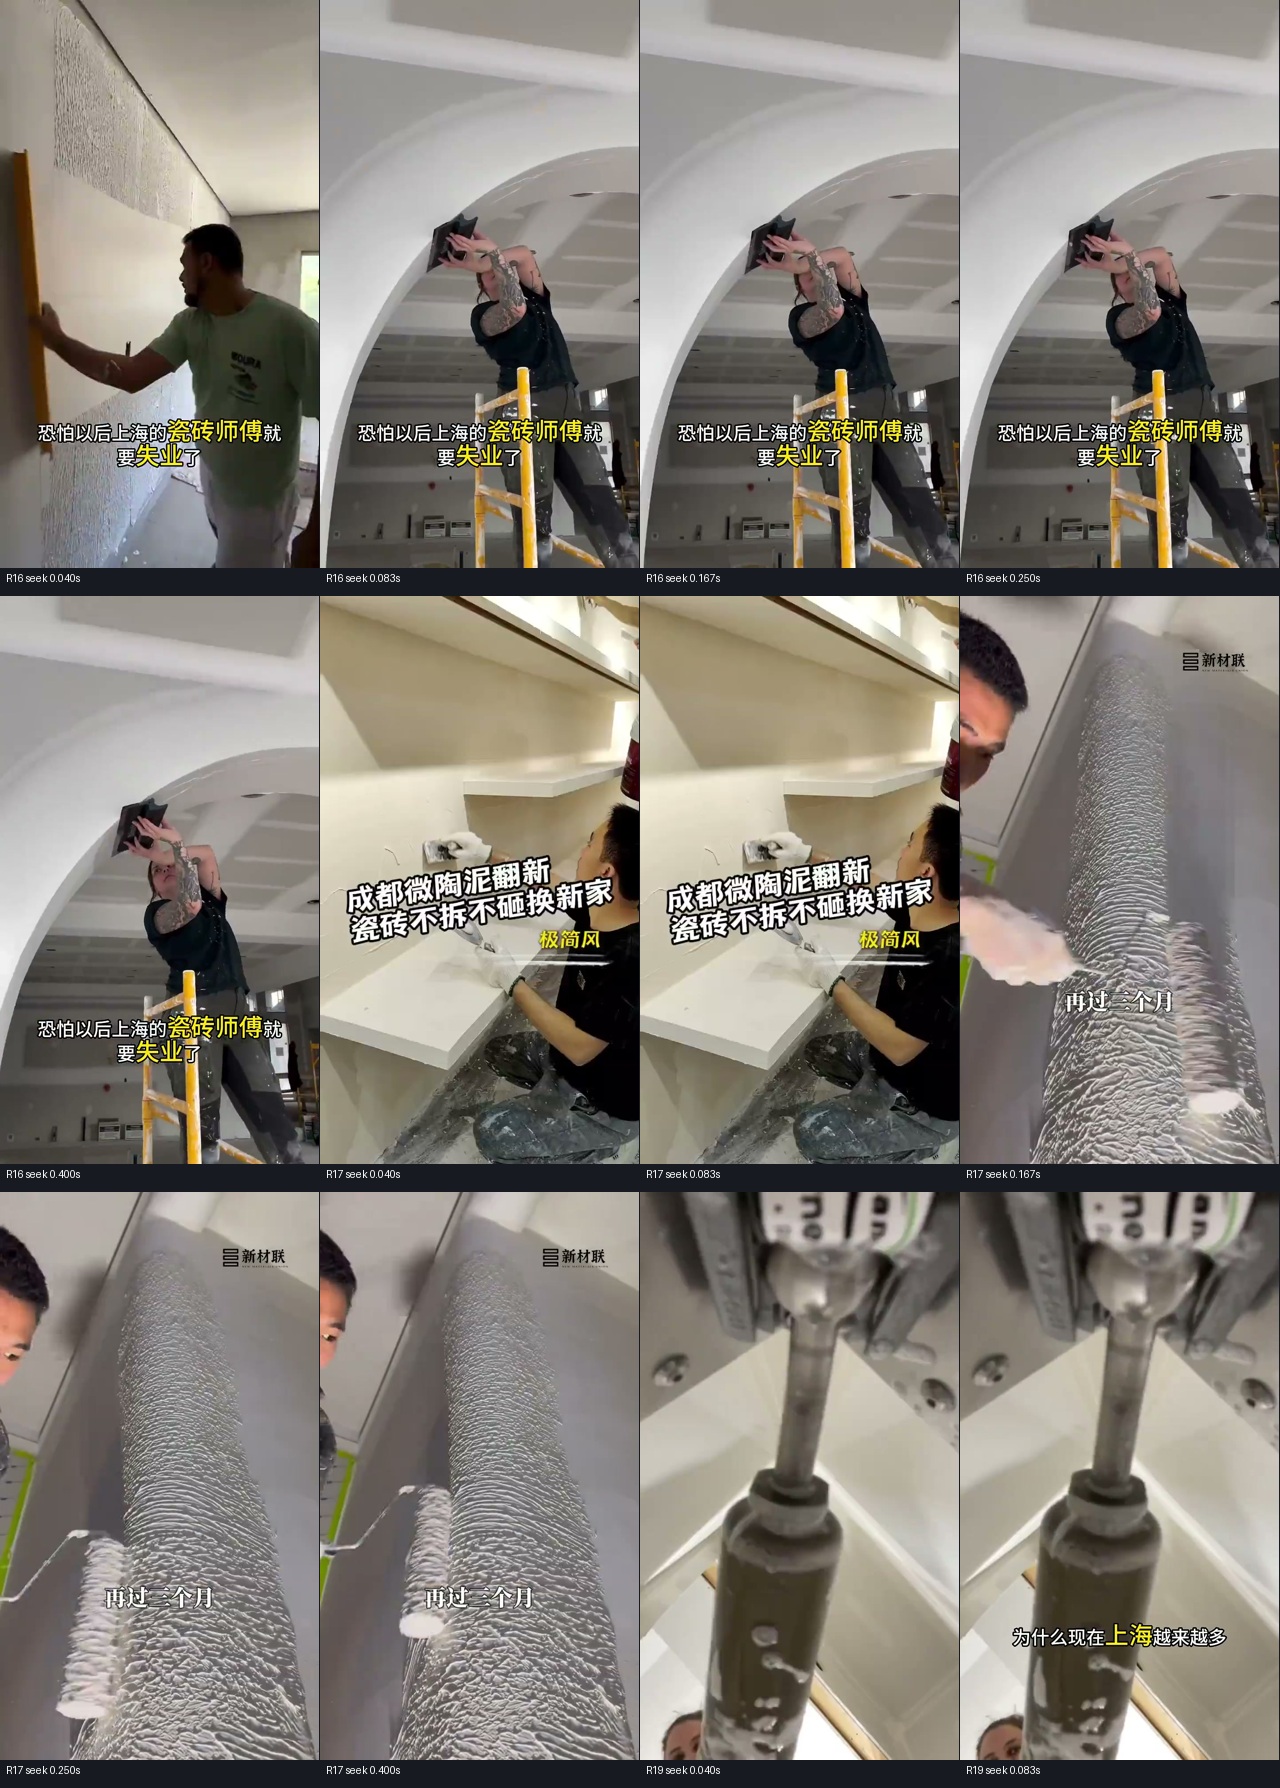 恐怕以后上海的瓷砖师傅就
要失业了
R16 seek 0.040s
恐怕以后上海的瓷砖师傅就
要失业了
R16 seek 0.083s
恐怕以后上海的瓷砖师傅就
要失业了
R16 seek 0.167s
恐怕以后上海的瓷砖师傅就
要失业了
R16 seek 0.250s
恐怕以后上海的瓷砖师傅就
要失业了
R16 seek 0.400s
成都微陶泥翻新
瓷砖不拆不砸换新家
极简风
R17 seek 0.040s
成都微陶泥翻新
瓷砖不拆不砸换新家
极简风
R17 seek 0.083s
新材联
再过三个月
R17 seek 0.167s
新材联
再过三个月
R17 seek 0.250s
新材联
再过三个月
R17 seek 0.400s
R19 seek 0.040s
为什么现在上海越来越多
R19 seek 0.083s